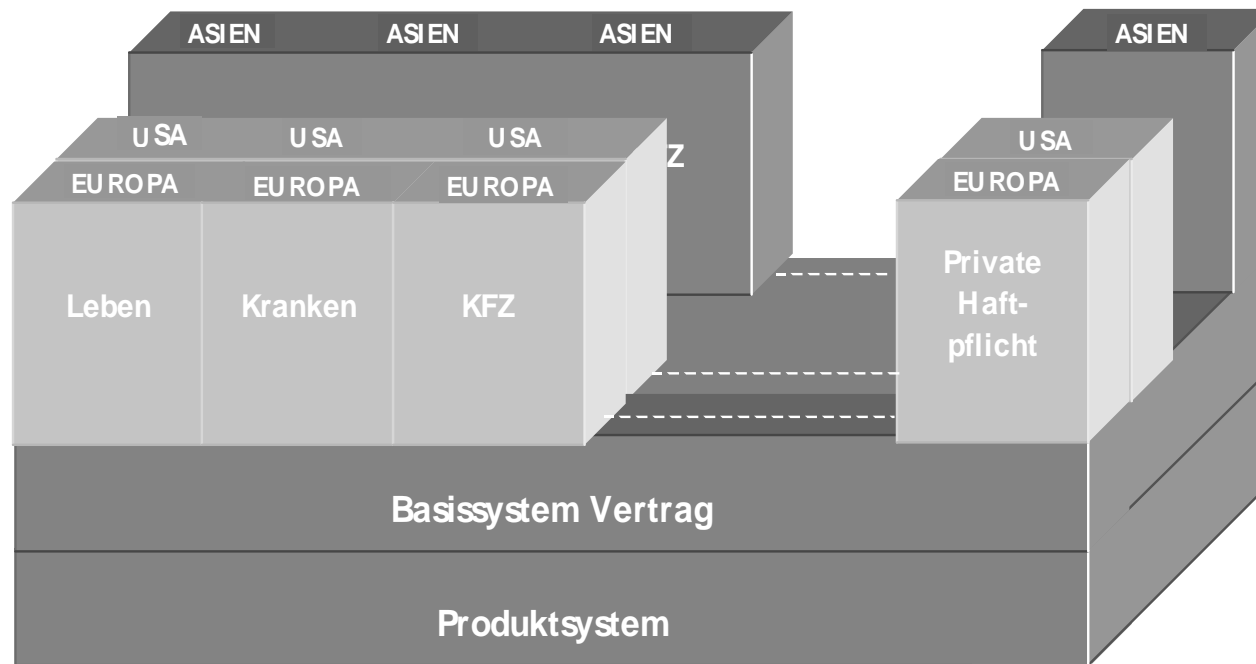 ASIEN ASIEN ASIEN ASIEN
USA USA USA USA
EUROPA EUROPA EUROPA EUROPA
Leben Kranken KFZ Private
Haft-
pflicht
Basissystem Vertrag
Produktsystem